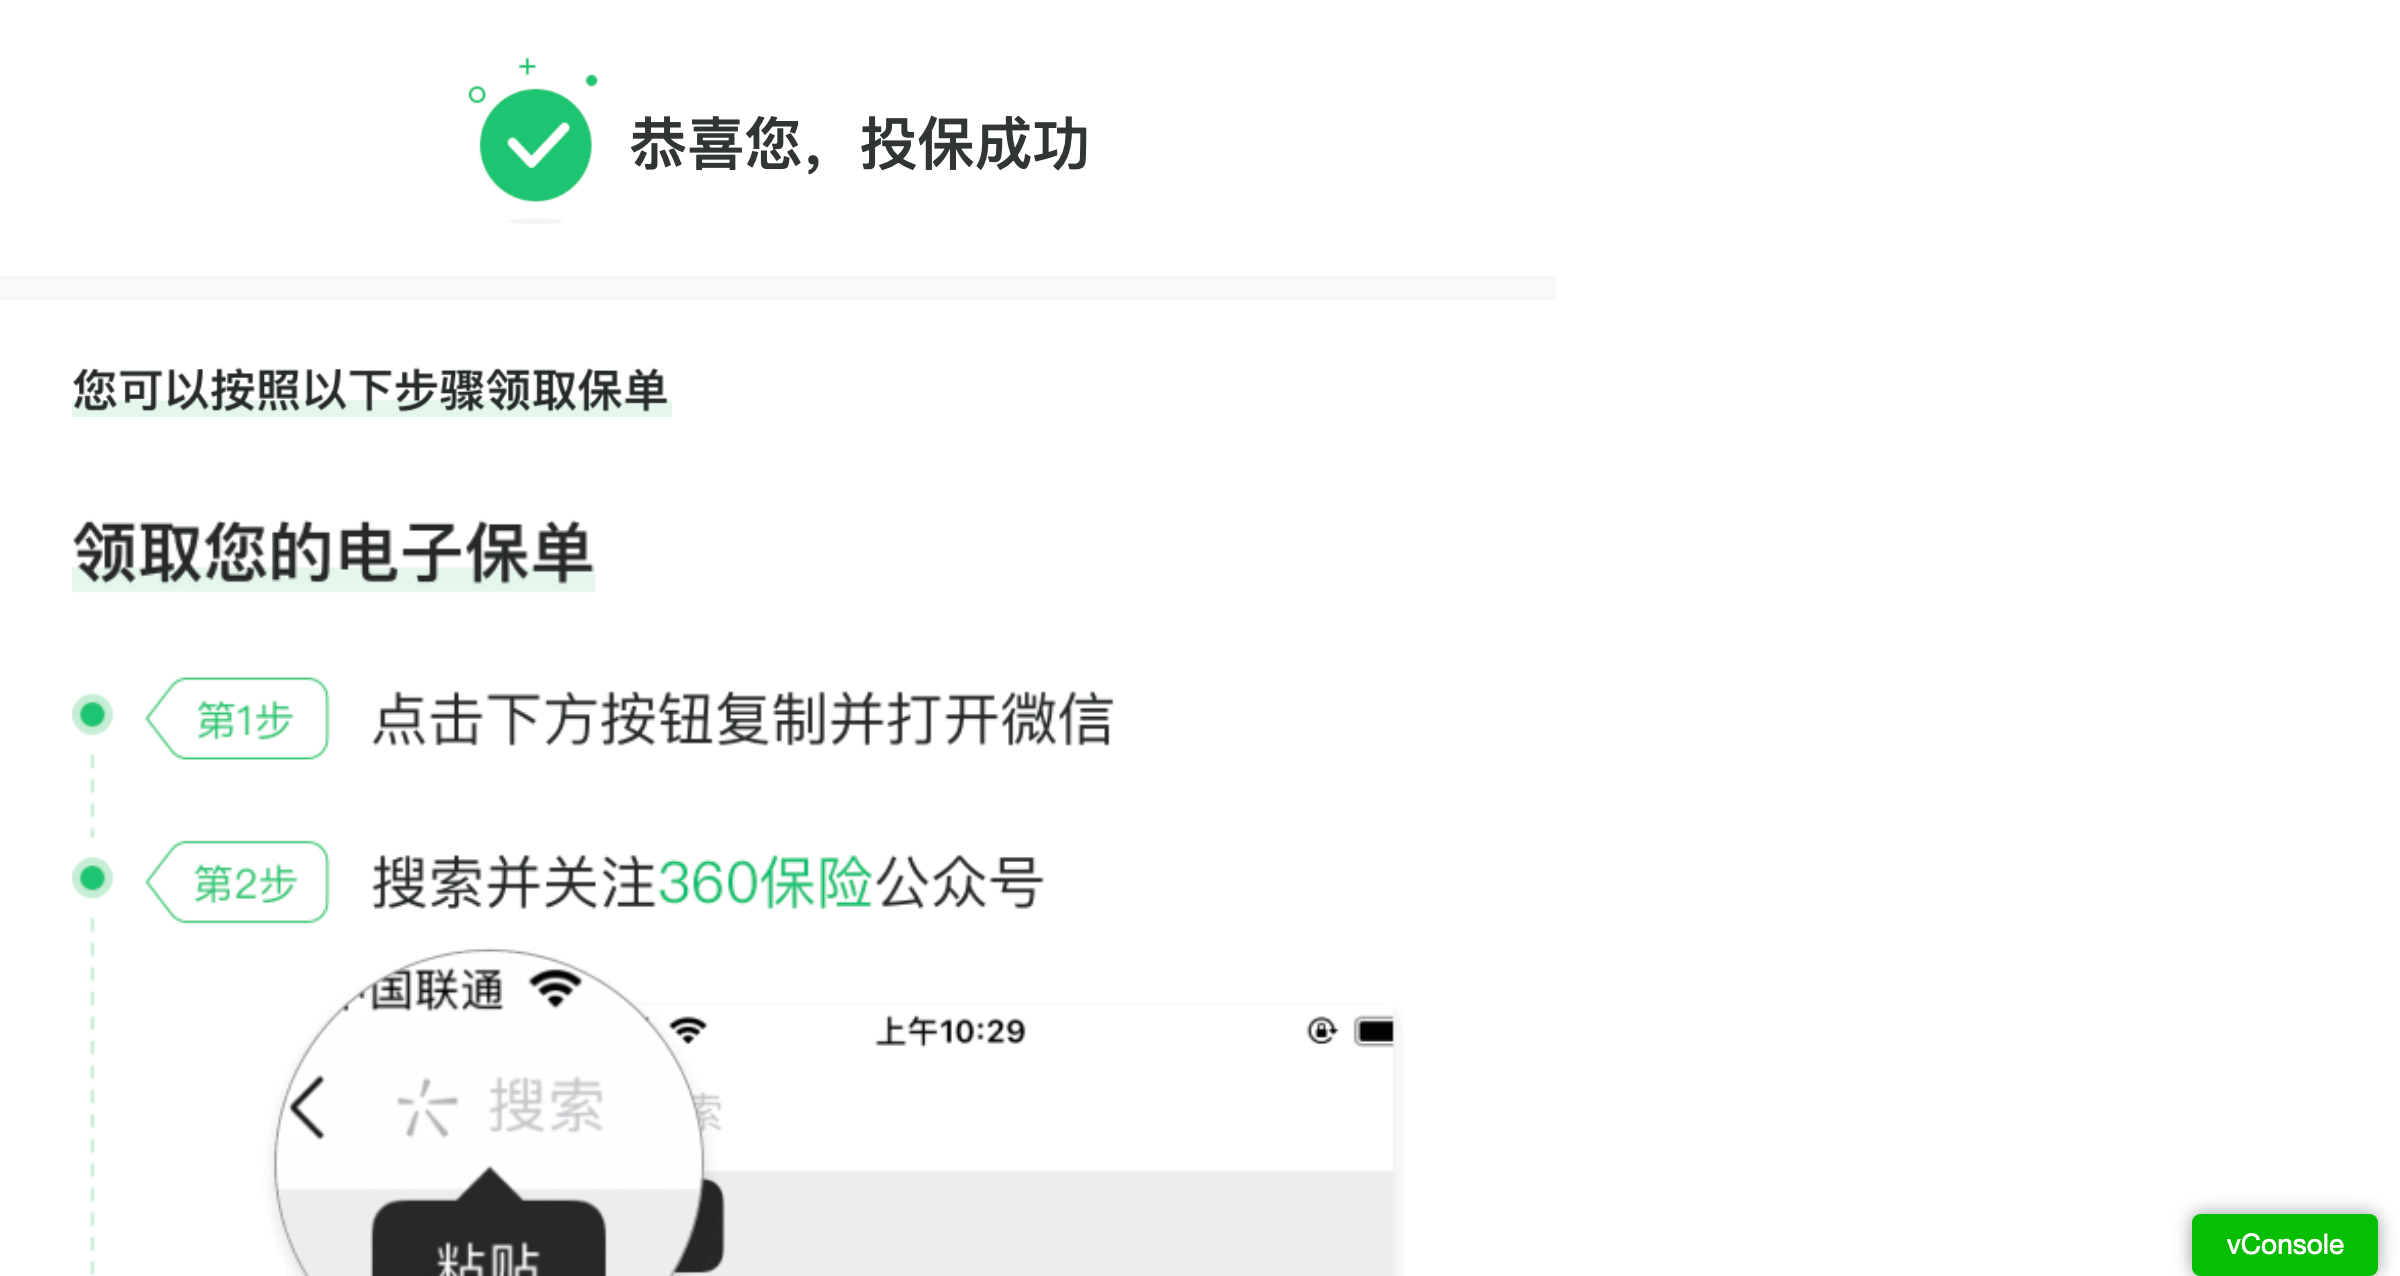 恭喜您，投保成功
您可以按照以下步骤领取保单
领取您的电子保单
第1步 点击下方按钮复制并打开微信
第2步 搜索并关注360保险公众号
国联通
上午10:29
搜索
索
粘贴
vConsole